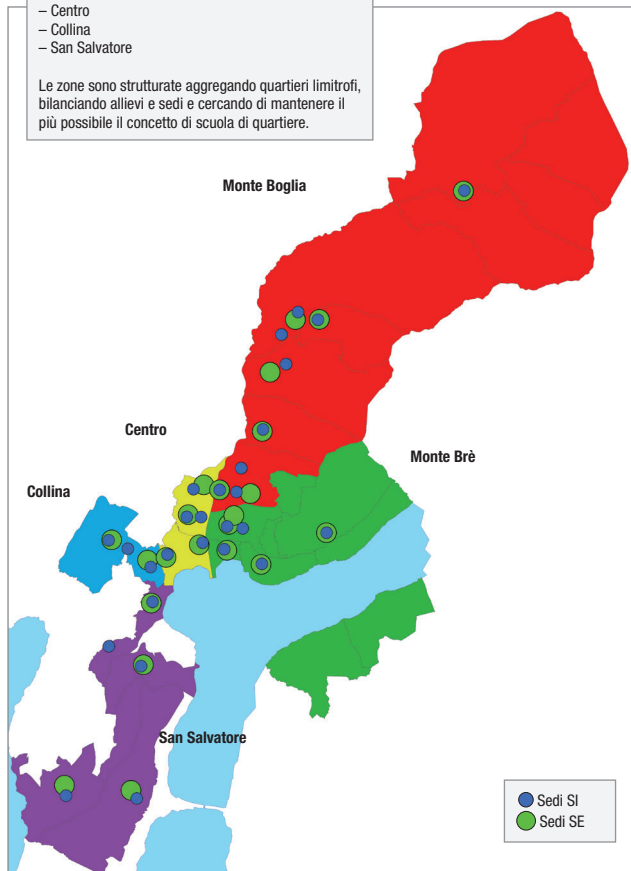 – Centro
– Collina
– San Salvatore
Le zone sono strutturate aggregando quartieri limitrofi,
bilanciando allievi e sedi e cercando di mantenere il
più possibile il concetto di scuola di quartiere.
Monte Boglia
Centro
Monte Brè
Collina
San Salvatore
Sedi SI
Sedi SE